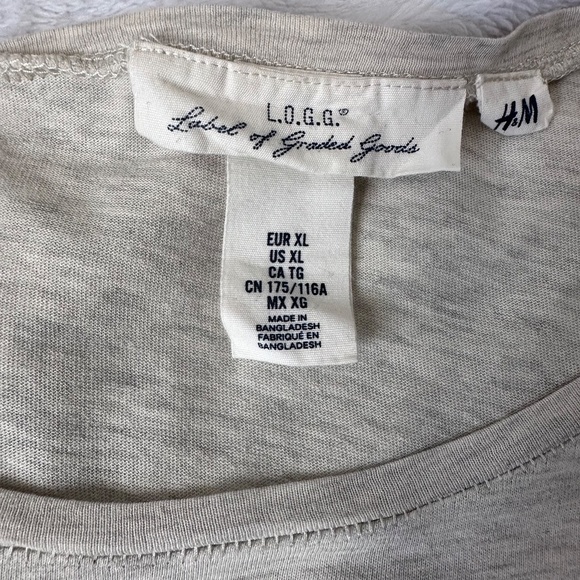 L.O.G.G.®
Label of Graded Goods
H&M
EUR XL
US XL
CA TG
CN 175/116A
MX XG
MADE IN
BANGLADESH
FABRIQUÉ EN
BANGLADESH